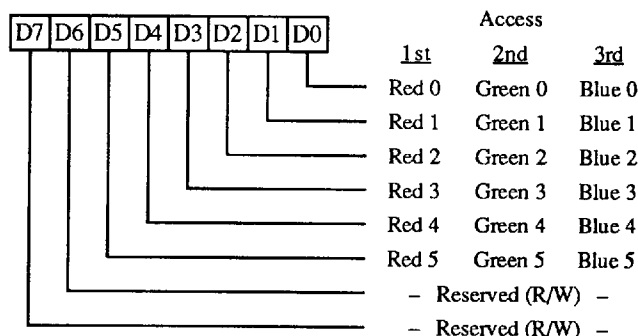 Access
D7 D6 D5 D4 D3 D2 D1 D0
1st 2nd 3rd
Red 0 Green 0 Blue 0
Red 1 Green 1 Blue 1
Red 2 Green 2 Blue 2
Red 3 Green 3 Blue 3
Red 4 Green 4 Blue 4
Red 5 Green 5 Blue 5
– Reserved (R/W) –
– Reserved (R/W) –